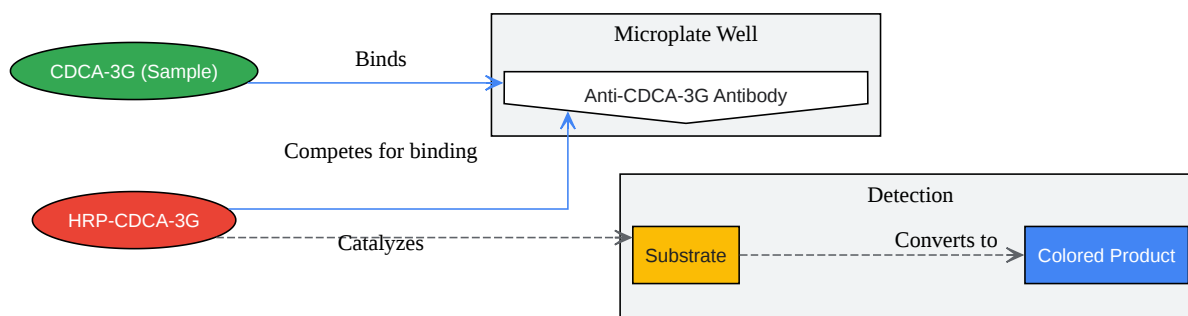 Microplate Well
CDCA-3G (Sample)
Binds
Anti-CDCA-3G Antibody
Competes for binding
HRP-CDCA-3G
Catalyzes
Detection
Substrate
Converts to
Colored Product